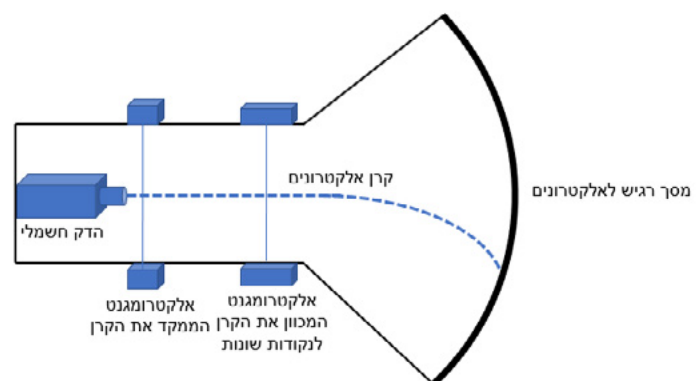 קרן אלקטרונים
מסך רגיש לאלקטרונים
הדק חשמלי
אלקטרומגנט
המכוון את הקרן
לנקודות שונות
אלקטרומגנט
הממקד את הקרן